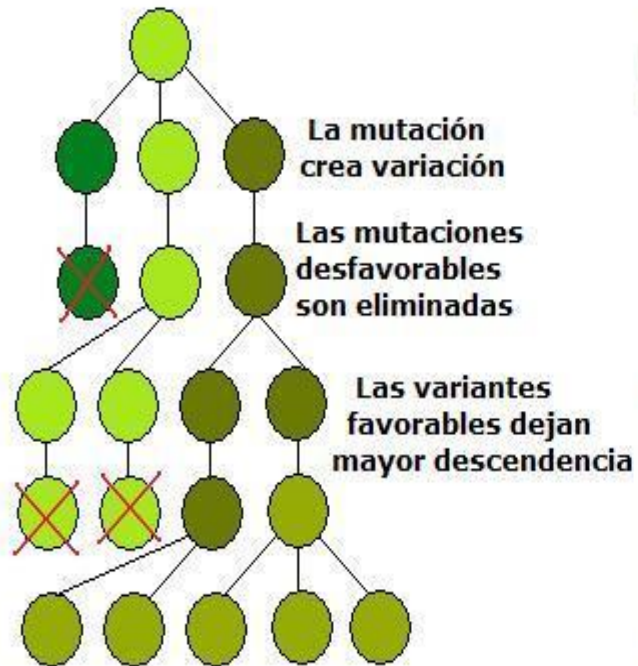 La mutación
crea variación
Las mutaciones
desfavorables
son eliminadas
Las variantes
favorables dejan
mayor descendencia